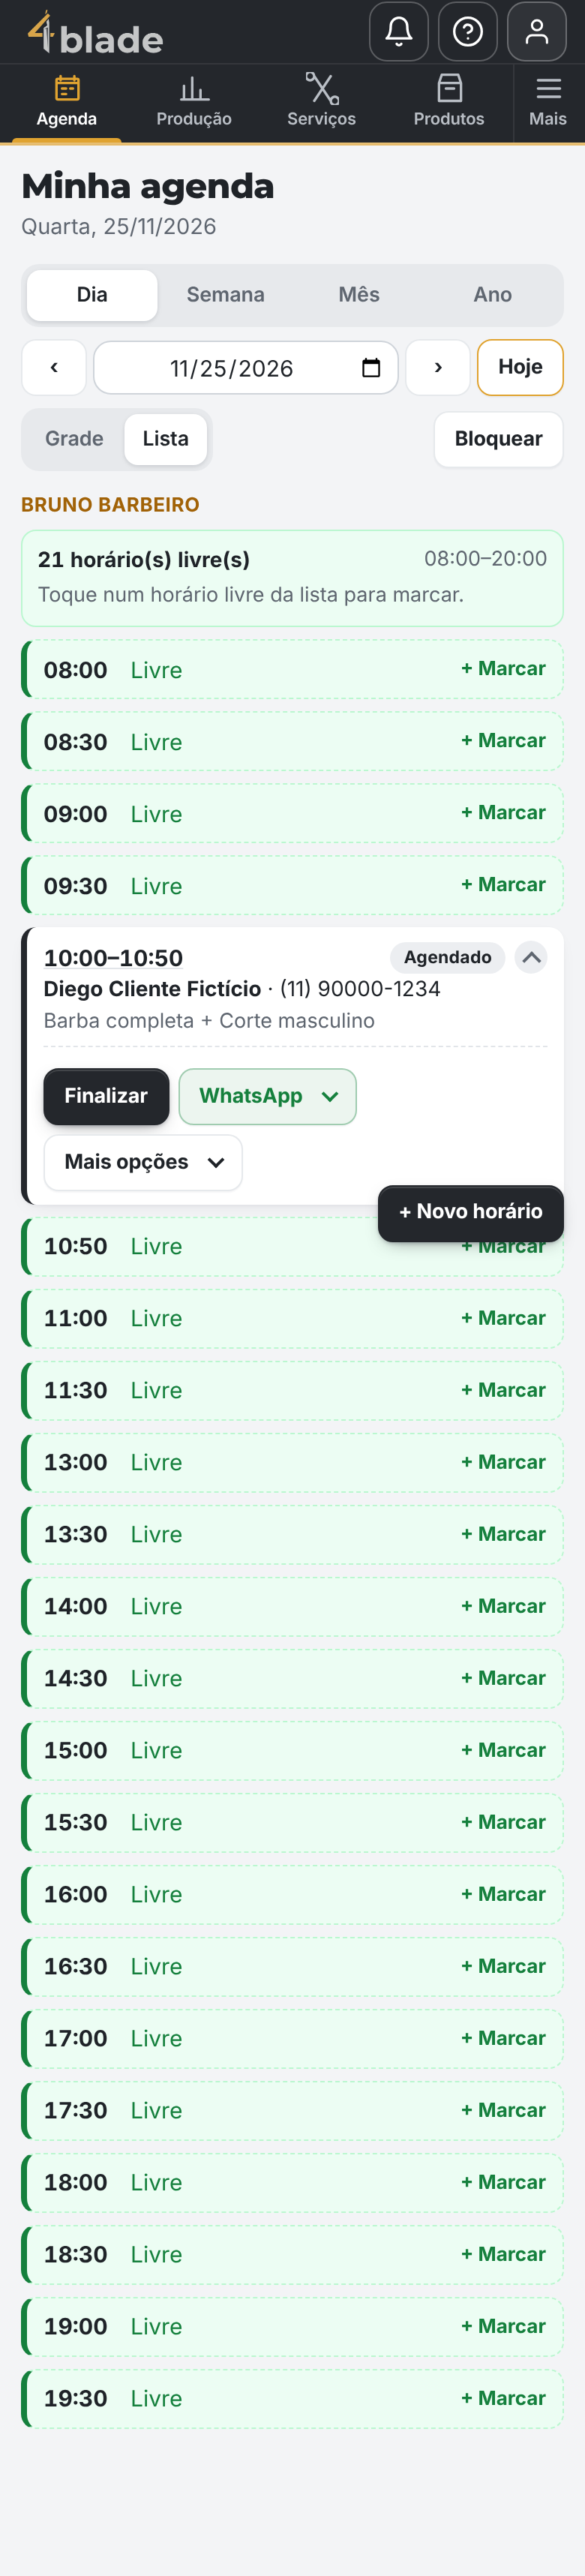 4blade
Agenda
Produção
Serviços
Produtos
Mais
Minha agenda
Quarta, 25/11/2026
Dia
Semana
Mês
Ano
‹
11/25/2026
›
Hoje
Grade
Lista
Bloquear
BRUNO BARBEIRO
21 horário(s) livre(s)
08:00–20:00
Toque num horário livre da lista para marcar.
08:00 Livre + Marcar
08:30 Livre + Marcar
09:00 Livre + Marcar
09:30 Livre + Marcar
10:00–10:50 Agendado
Diego Cliente Fictício · (11) 90000-1234
Barba completa + Corte masculino
Finalizar
WhatsApp
Mais opções
+ Novo horário
10:50 Livre + Marcar
11:00 Livre + Marcar
11:30 Livre + Marcar
13:00 Livre + Marcar
13:30 Livre + Marcar
14:00 Livre + Marcar
14:30 Livre + Marcar
15:00 Livre + Marcar
15:30 Livre + Marcar
16:00 Livre + Marcar
16:30 Livre + Marcar
17:00 Livre + Marcar
17:30 Livre + Marcar
18:00 Livre + Marcar
18:30 Livre + Marcar
19:00 Livre + Marcar
19:30 Livre + Marcar